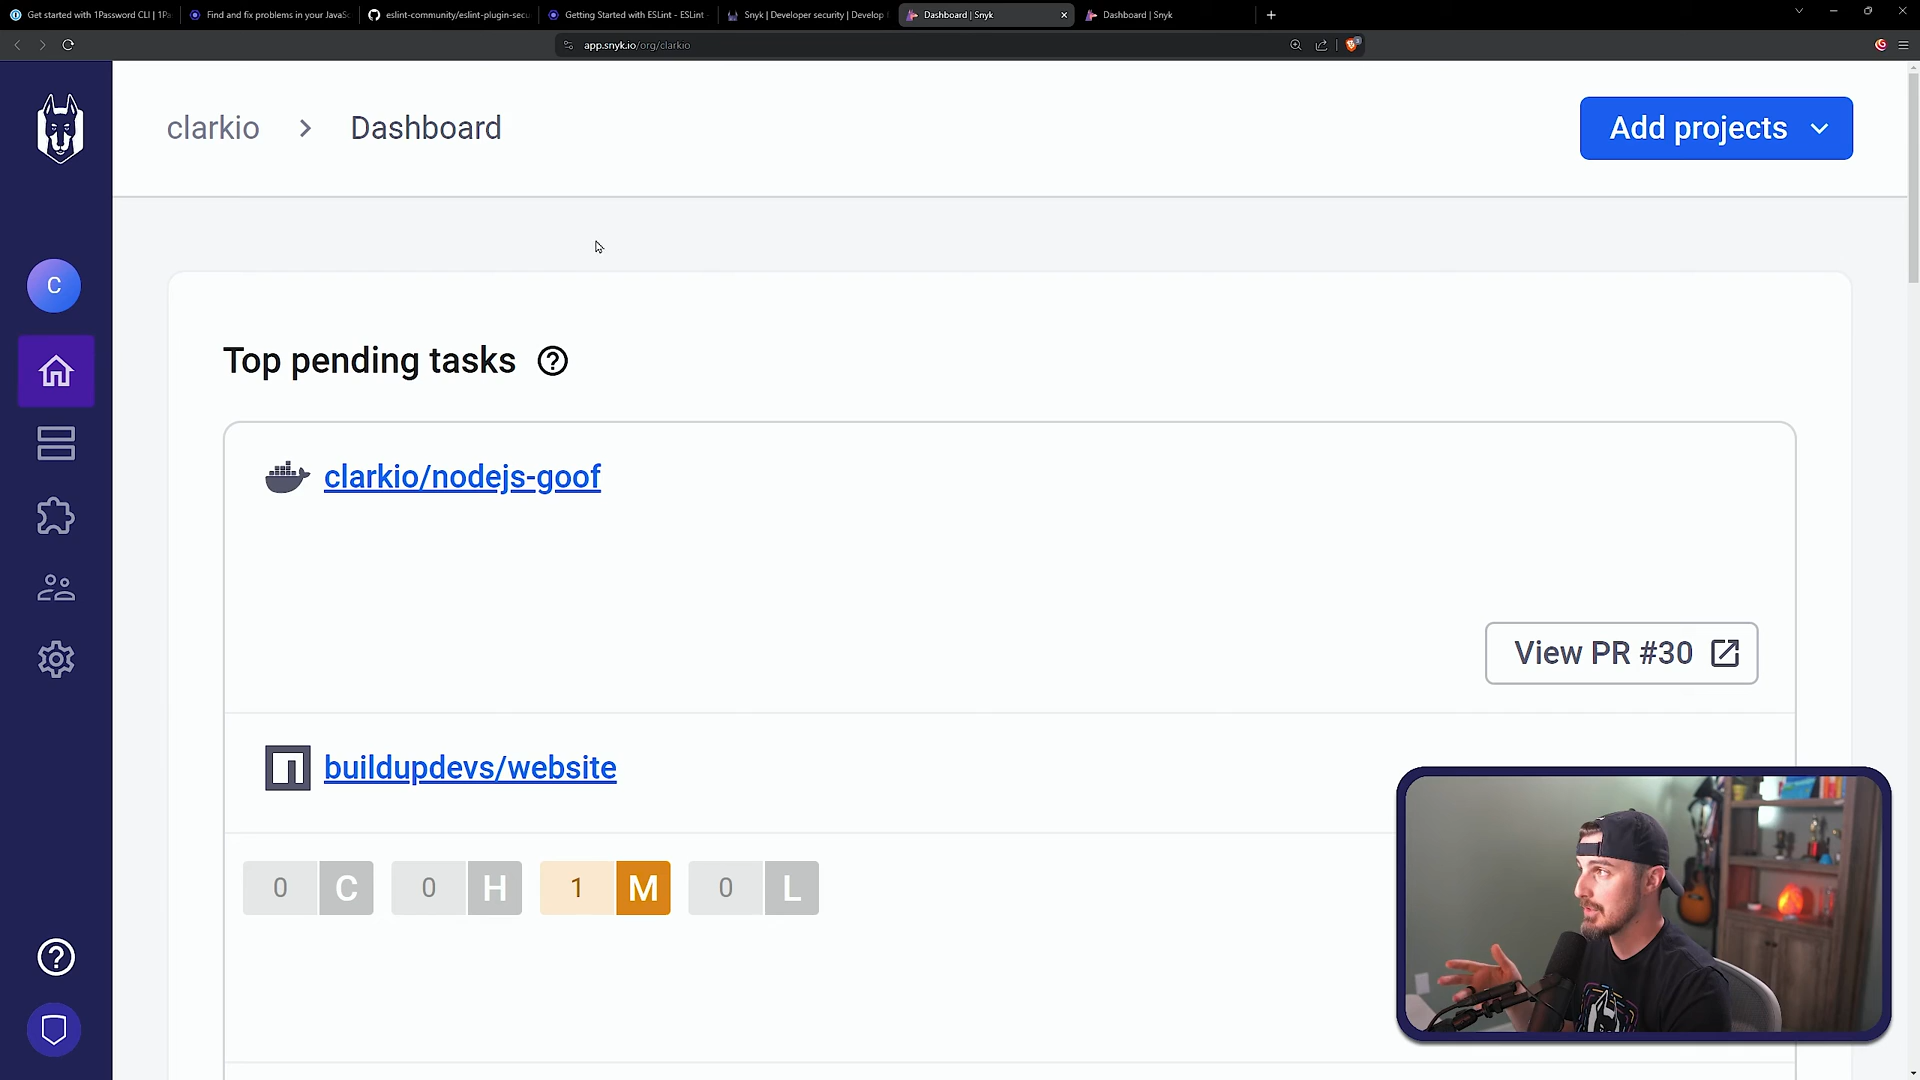 Get started with 1Password CLI | 1Pa
Find and fix problems in your JavaSc
eslint-community/eslint-plugin-secu
Getting Started with ESLint - ESLint
Snyk | Developer security | Develop f
Dashboard | Snyk
Dashboard | Snyk
app.snyk.io/org/clarkio
clarkio
Dashboard
Add projects
C
Top pending tasks
clarkio/nodejs-goof
View PR #30
buildupdevs/website
0 C 0 H 1 M 0 L